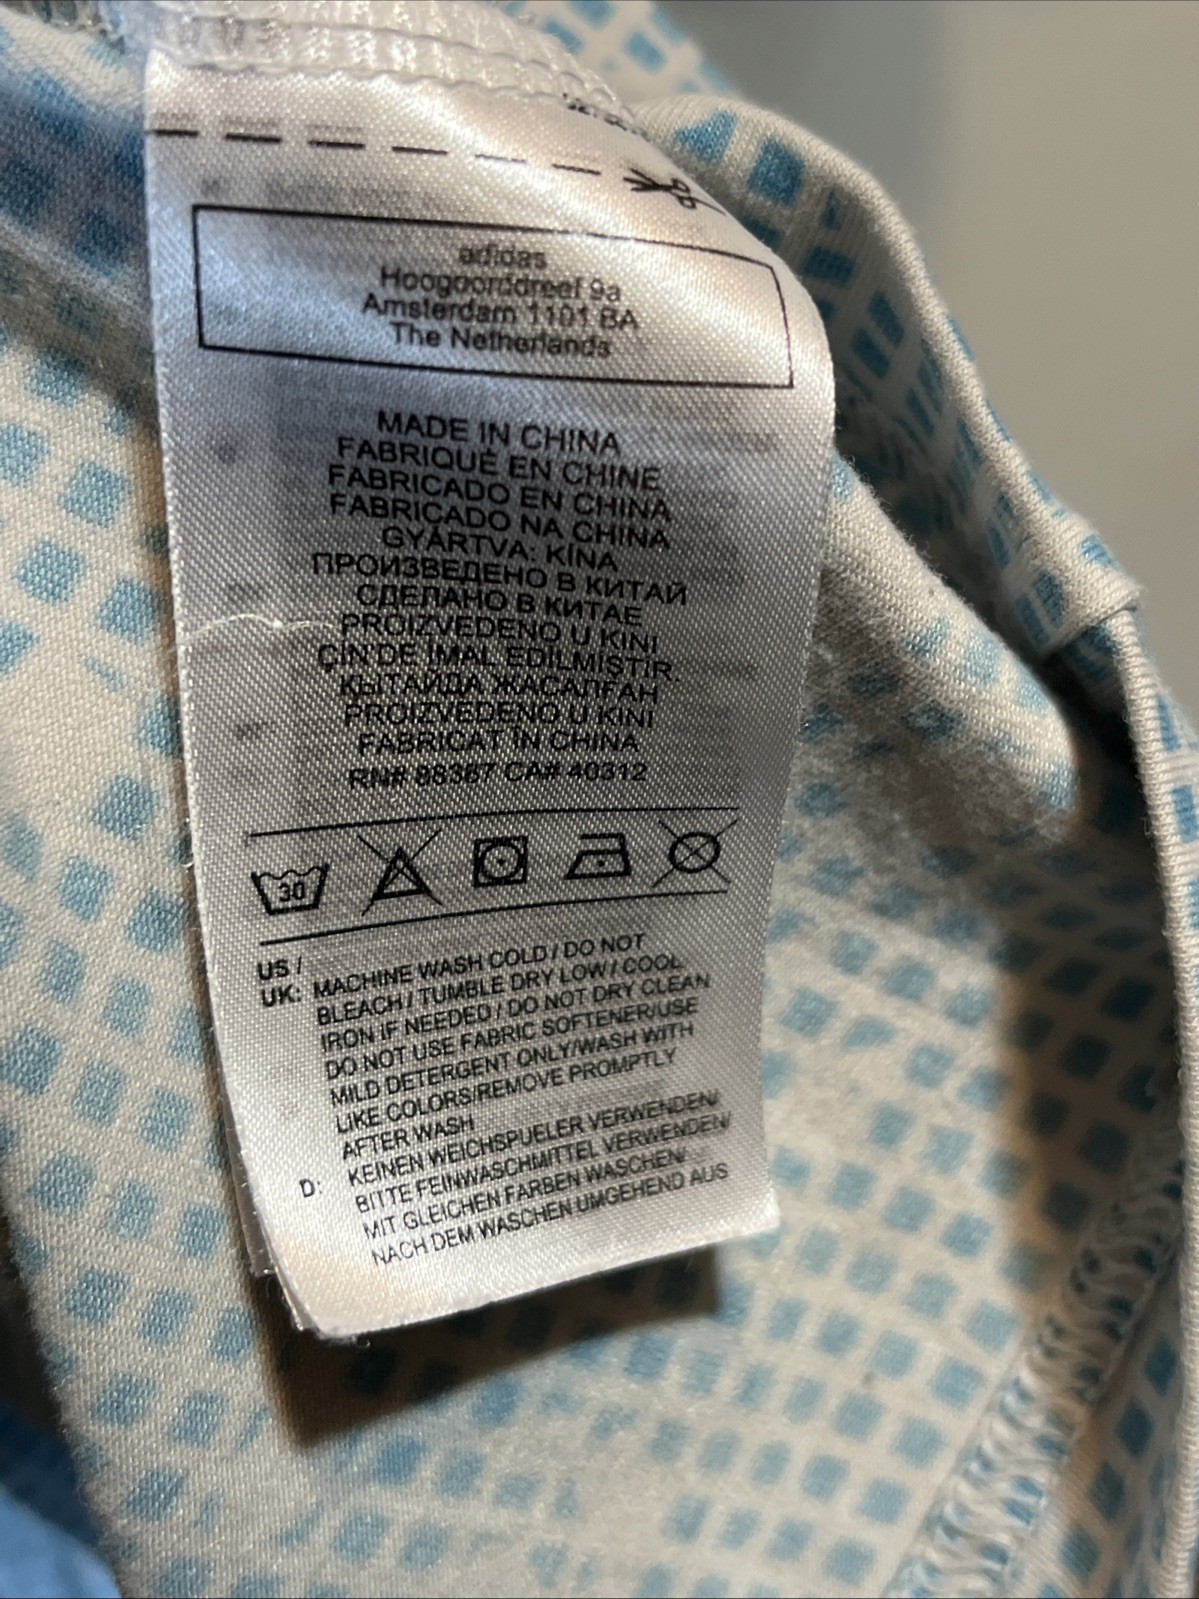 adidas
Hoogoorddreef 9a
Amsterdam 1101 BA
The Netherlands
MADE IN CHINA
FABRIQUÉ EN CHINE
FABRICADO EN CHINA
FABRICADO NA CHINA
GYÁRTVA: KÍNA
ПРОИЗВЕДЕНО В КИТАЙ
СДЕЛАНО В КИТАЕ
PROIZVEDENO U KINI
ÇİN'DE İMAL EDİLMİŞTİR.
ҚЫТАЙДА ЖАСАЛҒАН
PROIZVEDENO U KINI
FABRICAT ÎN CHINA
RN# 88387 CA# 40312
30
US /
UK: MACHINE WASH COLD / DO NOT
BLEACH / TUMBLE DRY LOW / COOL
IRON IF NEEDED / DO NOT DRY CLEAN
DO NOT USE FABRIC SOFTENER/USE
MILD DETERGENT ONLY/WASH WITH
LIKE COLORS/REMOVE PROMPTLY
AFTER WASH
D: KEINEN WEICHSPUELER VERWENDEN/
BITTE FEINWASCHMITTEL VERWENDEN/
MIT GLEICHEN FARBEN WASCHEN/
NACH DEM WASCHEN UMGEHEND AUS